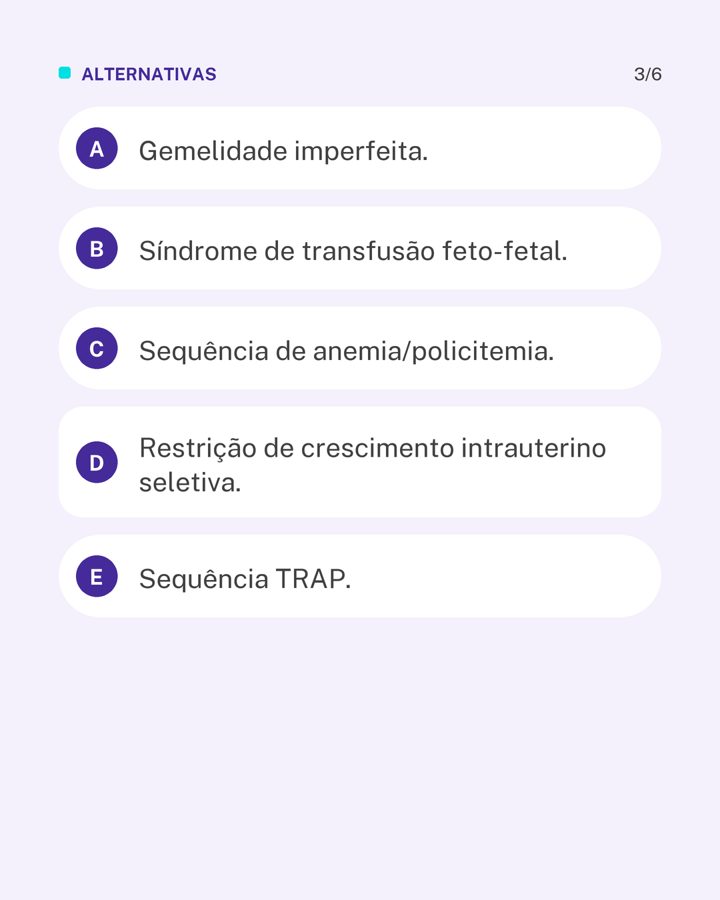 ALTERNATIVAS
3/6
A
Gemelidade imperfeita.
B
Síndrome de transfusão feto-fetal.
C
Sequência de anemia/policitemia.
D
Restrição de crescimento intrauterino
seletiva.
E
Sequência TRAP.